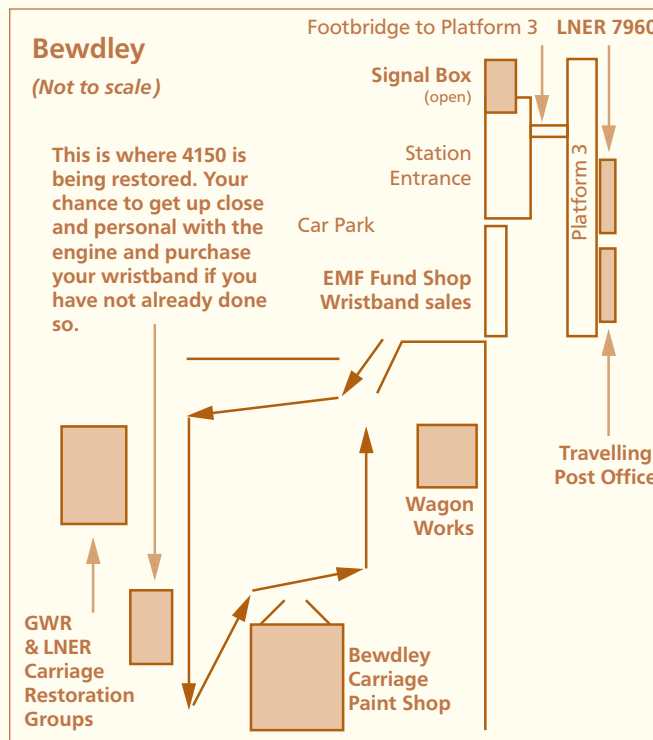 Bewdley
(Not to scale)
Footbridge to Platform 3
LNER 7960
Signal Box
(open)
This is where 4150 is
being restored. Your
chance to get up close
and personal with the
engine and purchase
your wristband if you
have not already done
so.
Station
Entrance
Platform 3
Car Park
EMF Fund Shop
Wristband sales
Travelling
Post Office
Wagon
Works
GWR
& LNER
Carriage
Restoration
Groups
Bewdley
Carriage
Paint Shop